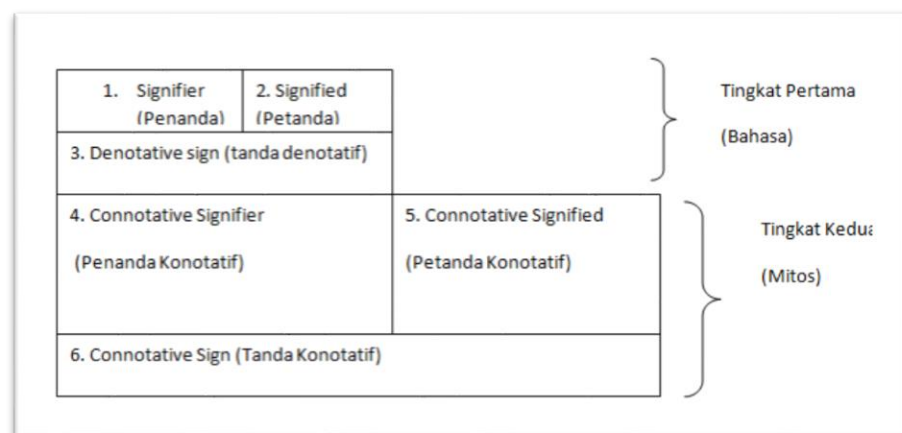 1. Signifier
(Penanda)
2. Signified
(Petanda)
3. Denotative sign (tanda denotatif)
4. Connotative Signifier
(Penanda Konotatif)
5. Connotative Signified
(Petanda Konotatif)
6. Connotative Sign (Tanda Konotatif)
Tingkat Pertama
(Bahasa)
Tingkat Kedua
(Mitos)